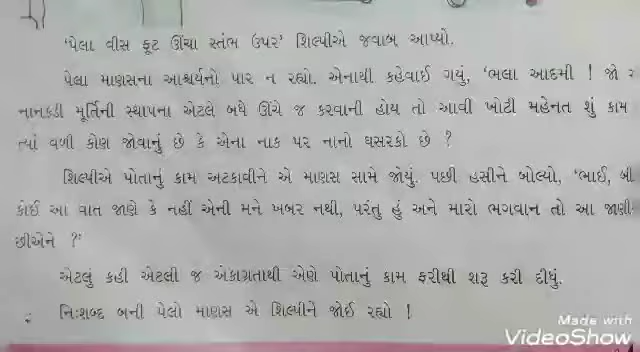 'પેલા વીસ ફૂટ ઊંચા સ્તંભ ઉપર' શિલ્પીએ જવાબ આપ્યો.
પેલા માણસના આશ્ચર્યનો પાર ન રહ્યો. એનાથી કહેવાઈ ગયું, 'ભલા આદમી ! જો
નાનકડી મૂર્તિની સ્થાપના એટલે બધે ઊંચે જ કરવાની હોય તો આવી ખોટી મહેનત શું કામ
ત્યાં વળી કોણ જોવાનું છે કે એના નાક પર નાનો ઘસરકો છે ?
શિલ્પીએ પોતાનું કામ અટકાવીને એ માણસ સામે જોયું. પછી હસીને બોલ્યો, 'ભાઈ,
કોઈ આ વાત જાણે કે નહીં એની મને ખબર નથી, પરંતુ હું અને મારો ભગવાન તો આ જાણી
છીએને ?'
એટલું કહી એટલી જ એકાગ્રતાથી એણે પોતાનું કામ ફરીથી શરૂ કરી દીધું.
નિઃશબ્દ બની પેલો માણસ એ શિલ્પીને જોઈ રહ્યો !
Made with
VideoShow